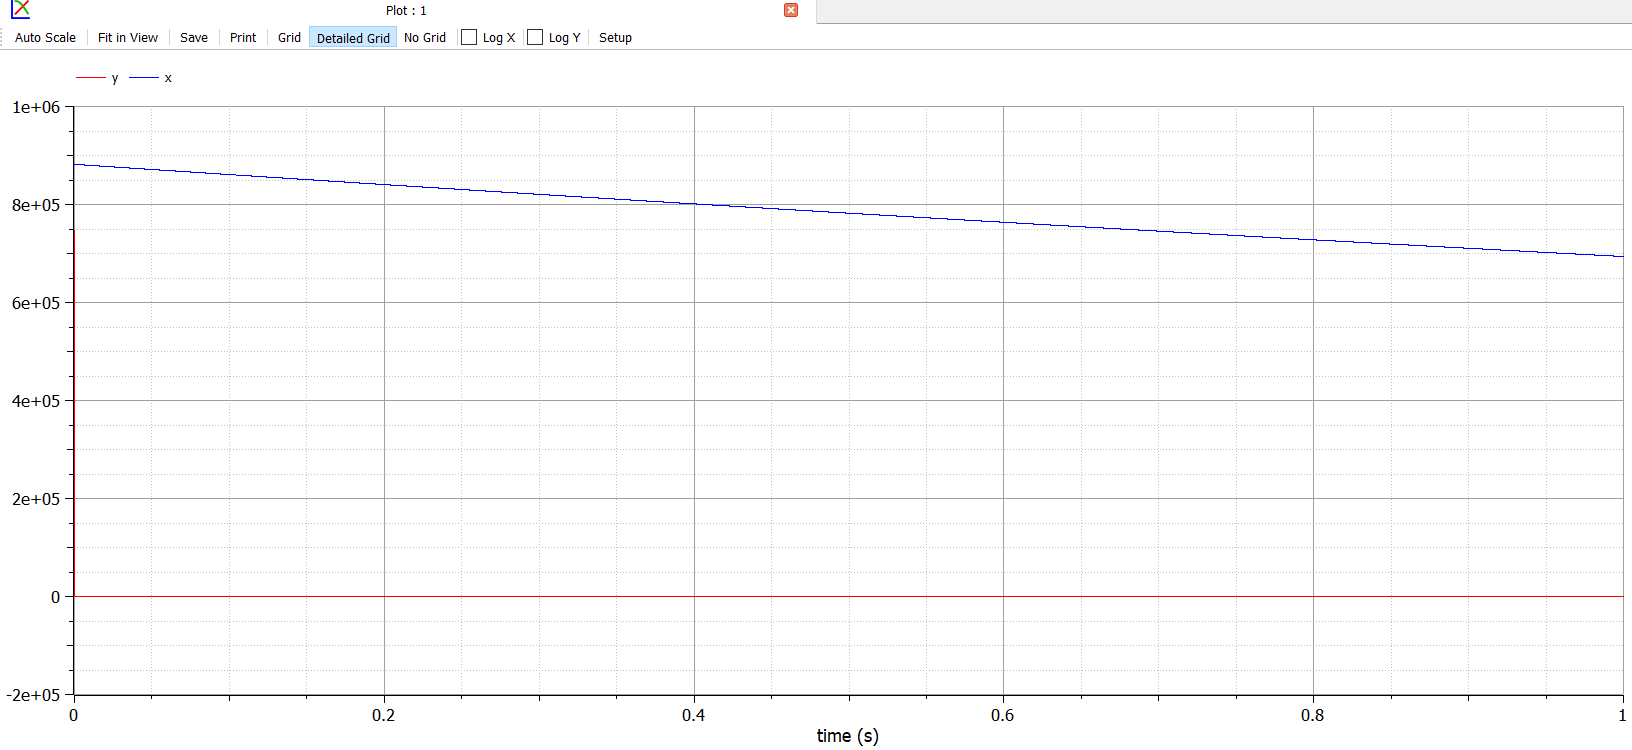 Plot : 1
Auto Scale Fit in View Save Print Grid Detailed Grid No Grid Log X Log Y Setup
y x
1e+06
8e+05
6e+05
4e+05
2e+05
0
-2e+05
0 0.2 0.4 0.6 0.8 1
time (s)